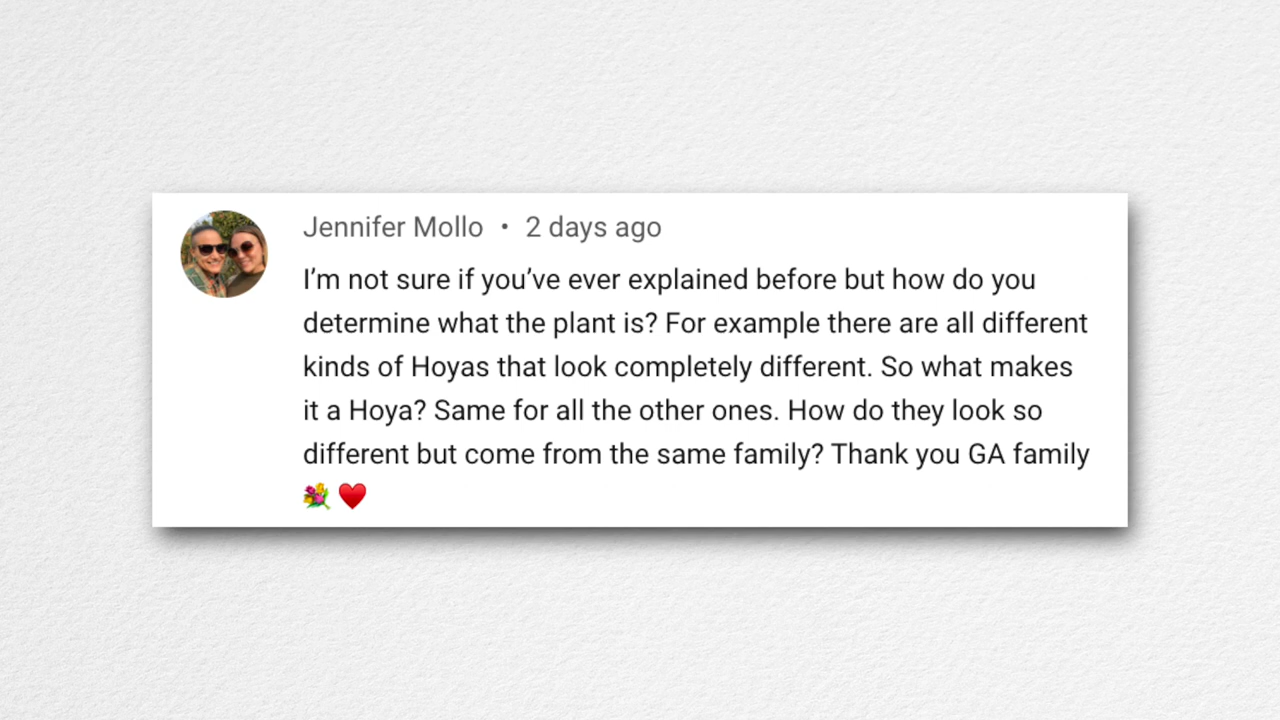 Jennifer Mollo • 2 days ago
I’m not sure if you’ve ever explained before but how do you
determine what the plant is? For example there are all different
kinds of Hoyas that look completely different. So what makes
it a Hoya? Same for all the other ones. How do they look so
different but come from the same family? Thank you GA family
💐 ♥️